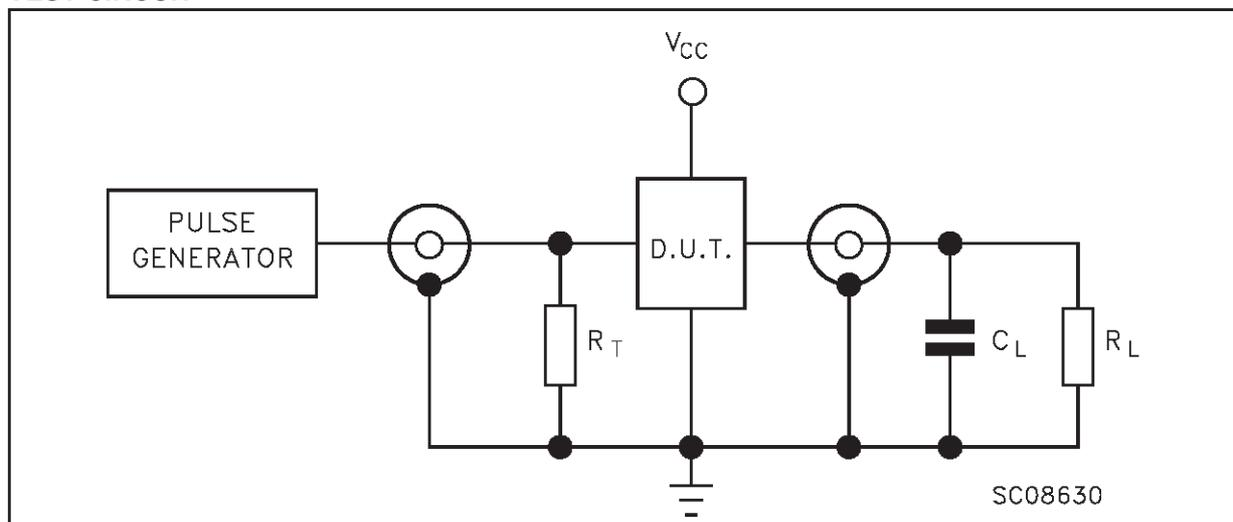 VCC
PULSE
GENERATOR
D.U.T.
RT
CL
RL
SC08630